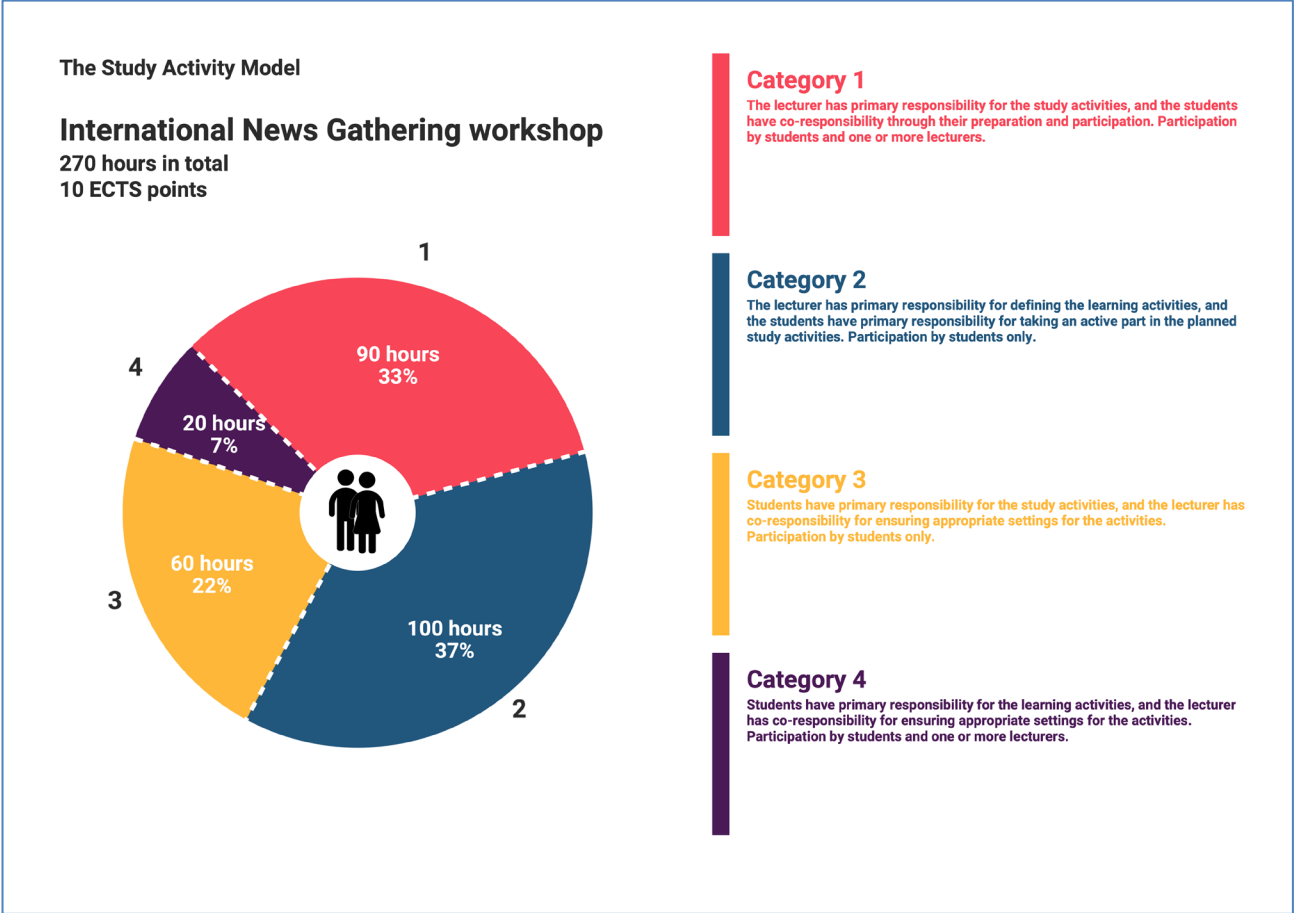 The Study Activity Model
International News Gathering workshop
270 hours in total
10 ECTS points
1
90 hours
33%
4
20 hours
7%
60 hours
22%
3
100 hours
37%
2
Category 1
The lecturer has primary responsibility for the study activities, and the students
have co-responsibility through their preparation and participation. Participation
by students and one or more lecturers.
Category 2
The lecturer has primary responsibility for defining the learning activities, and
the students have primary responsibility for taking an active part in the planned
study activities. Participation by students only.
Category 3
Students have primary responsibility for the study activities, and the lecturer has
co-responsibility for ensuring appropriate settings for the activities.
Participation by students only.
Category 4
Students have primary responsibility for the learning activities, and the lecturer
has co-responsibility for ensuring appropriate settings for the activities.
Participation by students and one or more lecturers.